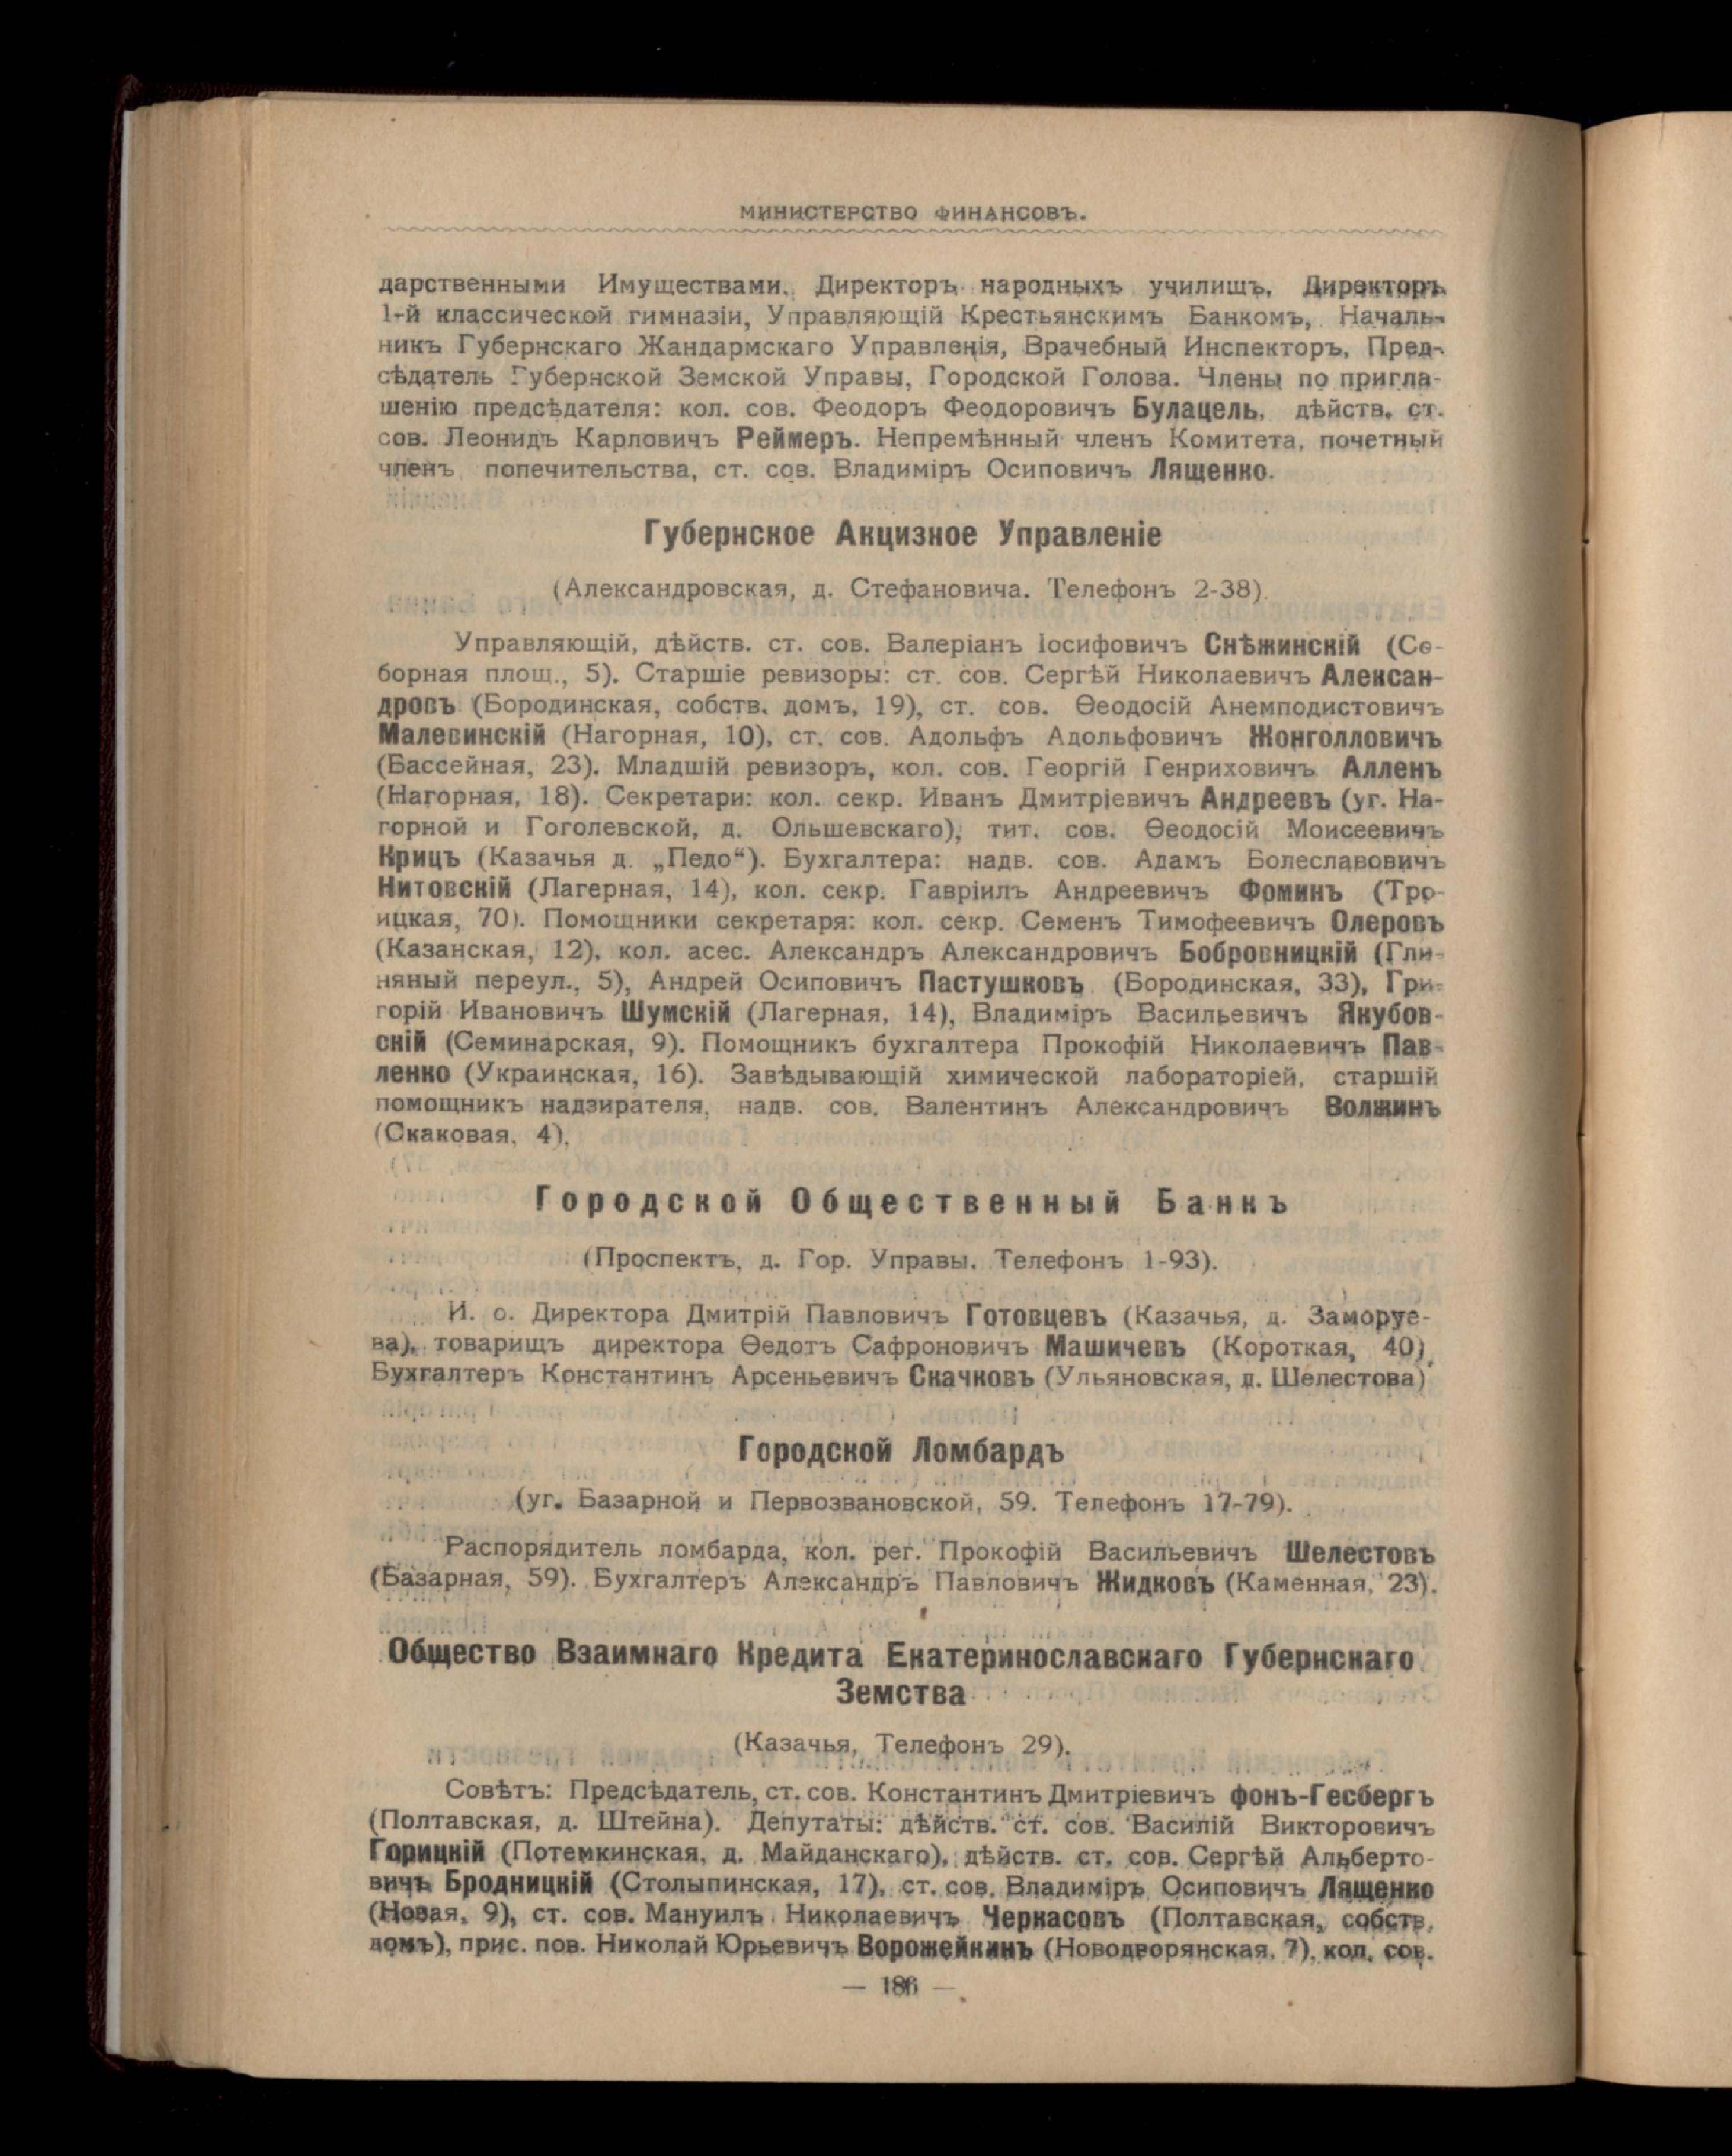 МИНИСТЕРСТВО ФИНАНСОВЪ.
дарственными Имуществами, Директоръ народныхъ училищъ, Директоръ
1-й классической гимназіи, Управляющій Крестьянскимъ Банкомъ, Началь-
никъ Губернскаго Жандармскаго Управленія, Врачебный Инспекторъ, Пред-
сѣдатель Губернской Земской Управы, Городской Голова. Члены по пригла-
шенію предсѣдателя: кол. сов. Феодоръ Феодоровичъ Булацель, дѣйств. ст.
сов. Леонидъ Карловичъ Реймеръ. Непремѣнный членъ Комитета, почетный
членъ попечительства, ст. сов. Владиміръ Осиповичъ Лященко.
Губернское Акцизное Управленіе
(Александровская, д. Стефановича. Телефонъ 2-38).
Управляющій, дѣйств. ст. сов. Валеріанъ Іосифовичъ Снѣжинскій (Со-
борная площ., 5). Старшіе ревизоры: ст. сов. Сергѣй Николаевичъ Алексан-
дровъ (Бородинская, собств. домъ, 19), ст. сов. Ѳеодосій Анемподистовичъ
Малевинскій (Нагорная, 10), ст. сов. Адольфъ Адольфовичъ Жонголловичъ
(Бассейная, 23). Младшій ревизоръ, кол. сов. Георгій Генриховичъ Алленъ
(Нагорная, 18). Секретари: кол. секр. Иванъ Дмитріевичъ Андреевъ (уг. На-
горной и Гоголевской, д. Ольшевскаго), тит. сов. Ѳеодосій Моисеевичъ
Крицъ (Казачья д. „Педо“). Бухгалтера: надв. сов. Адамъ Болеславовичъ
Нитовскій (Лагерная, 14), кол. секр. Гавріилъ Андреевичъ Фоминъ (Тро-
ицкая, 70). Помощники секретаря: кол. секр. Семенъ Тимофеевичъ Олеровъ
(Казанская, 12), кол. асес. Александръ Александровичъ Бобровницкій (Гли-
няный переул., 5), Андрей Осиповичъ Пастушковъ (Бородинская, 33), Гри-
горій Ивановичъ Шумскій (Лагерная, 14), Владиміръ Васильевичъ Якубов-
скій (Семинарская, 9). Помощникъ бухгалтера Прокофій Николаевичъ Пав-
ленко (Украинская, 16). Завѣдывающій химической лабораторіей, старшій
помощникъ надзирателя, надв. сов. Валентинъ Александровичъ Волжинъ
(Скаковая, 4).
Городской Общественный Банкъ
(Проспектъ, д. Гор. Управы. Телефонъ 1-93).
И. о. Директора Дмитрій Павловичъ Готовцевъ (Казачья, д. Заморуе-
ва), товарищъ директора Ѳедотъ Сафроновичъ Машичевъ (Короткая, 40),
Бухгалтеръ Константинъ Арсеньевичъ Скачковъ (Ульяновская, д. Шелестова)
Городской Ломбардъ
(уг. Базарной и Первозвановской, 59. Телефонъ 17-79).
Распорядитель ломбарда, кол. рег. Прокофій Васильевичъ Шелестовъ
(Базарная, 59). Бухгалтеръ Александръ Павловичъ Жидковъ (Каменная, 23).
Общество Взаимнаго Кредита Екатеринославскаго Губернскаго
Земства
(Казачья, Телефонъ 29).
Совѣтъ: Предсѣдатель, ст. сов. Константинъ Дмитріевичъ фонъ-Гесбергъ
(Полтавская, д. Штейна). Депутаты: дѣйств. ст. сов. Василій Викторовичъ
Горицкій (Потемкинская, д. Майданскаго), дѣйств. ст. сов. Сергѣй Альберто-
вичъ Бродницкій (Столыпинская, 17), ст. сов. Владиміръ Осиповичъ Лященко
(Новая, 9), ст. сов. Мануилъ Николаевичъ Черкасовъ (Полтавская, собств.
домъ), прис. пов. Николай Юрьевичъ Ворожейкинъ (Новодворянская, 7), кол. сов.
— 186 —